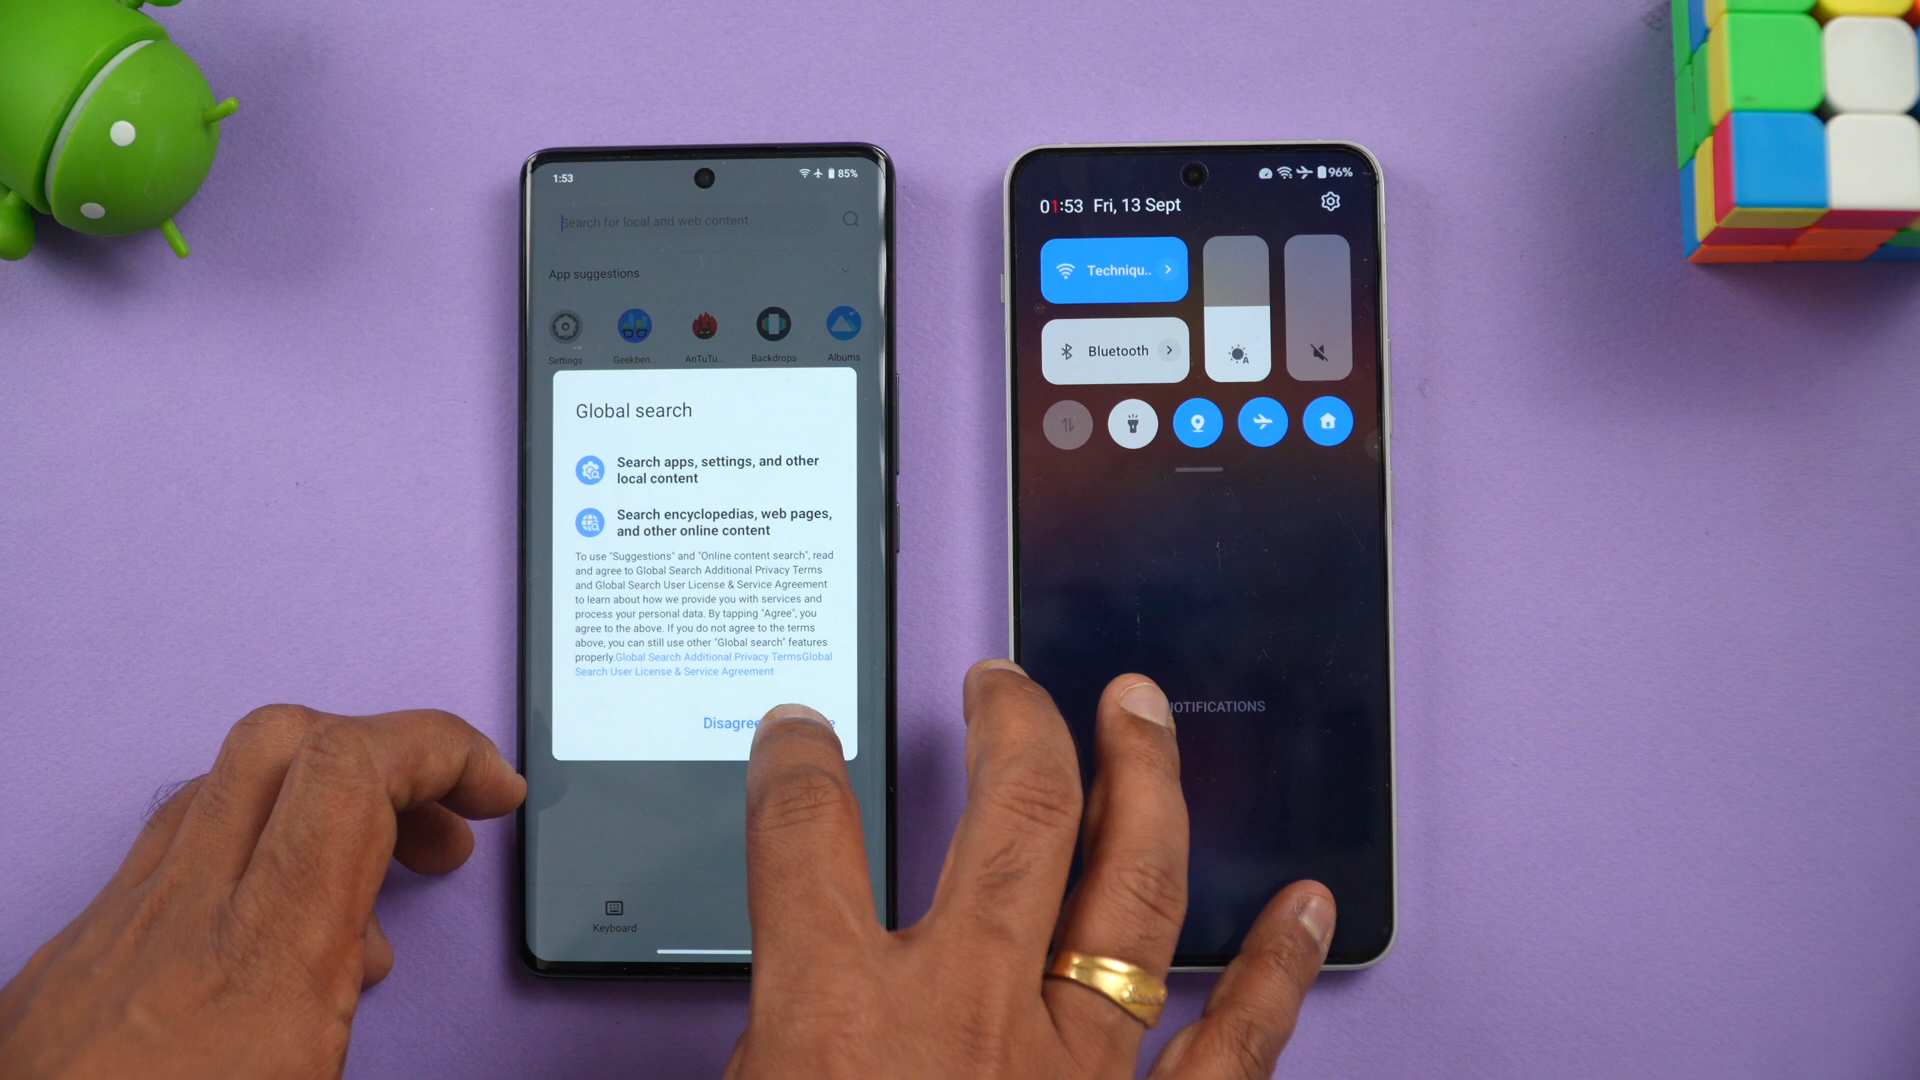 1:53
85%
Search for local and web content
App suggestions
Settings
Geekben...
AnTuTu...
Backdrops
Albums
Global search
Search apps, settings, and other
local content
Search encyclopedias, web pages,
and other online content
To use "Suggestions" and "Online content search", read
and agree to Global Search Additional Privacy Terms
and Global Search User License & Service Agreement
to learn about how we provide you with services and
process your personal data. By tapping "Agree", you
agree to the above. If you do not agree to the terms
above, you can still use other "Global search" features
properly.Global Search Additional Privacy TermsGlobal
Search User License & Service Agreement
Disagree
Keyboard
96%
01:53 Fri, 13 Sept
Techniqu..
Bluetooth
A
OTIFICATIONS